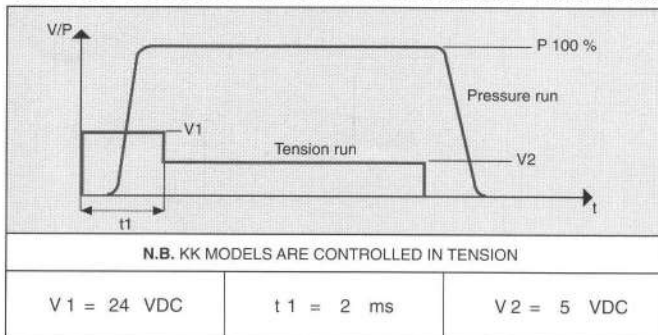 V/P
P 100 %
Pressure run
V1
Tension run
V2
t
t1
N.B. KK MODELS ARE CONTROLLED IN TENSION
V 1 = 24 VDC
t 1 = 2 ms
V 2 = 5 VDC